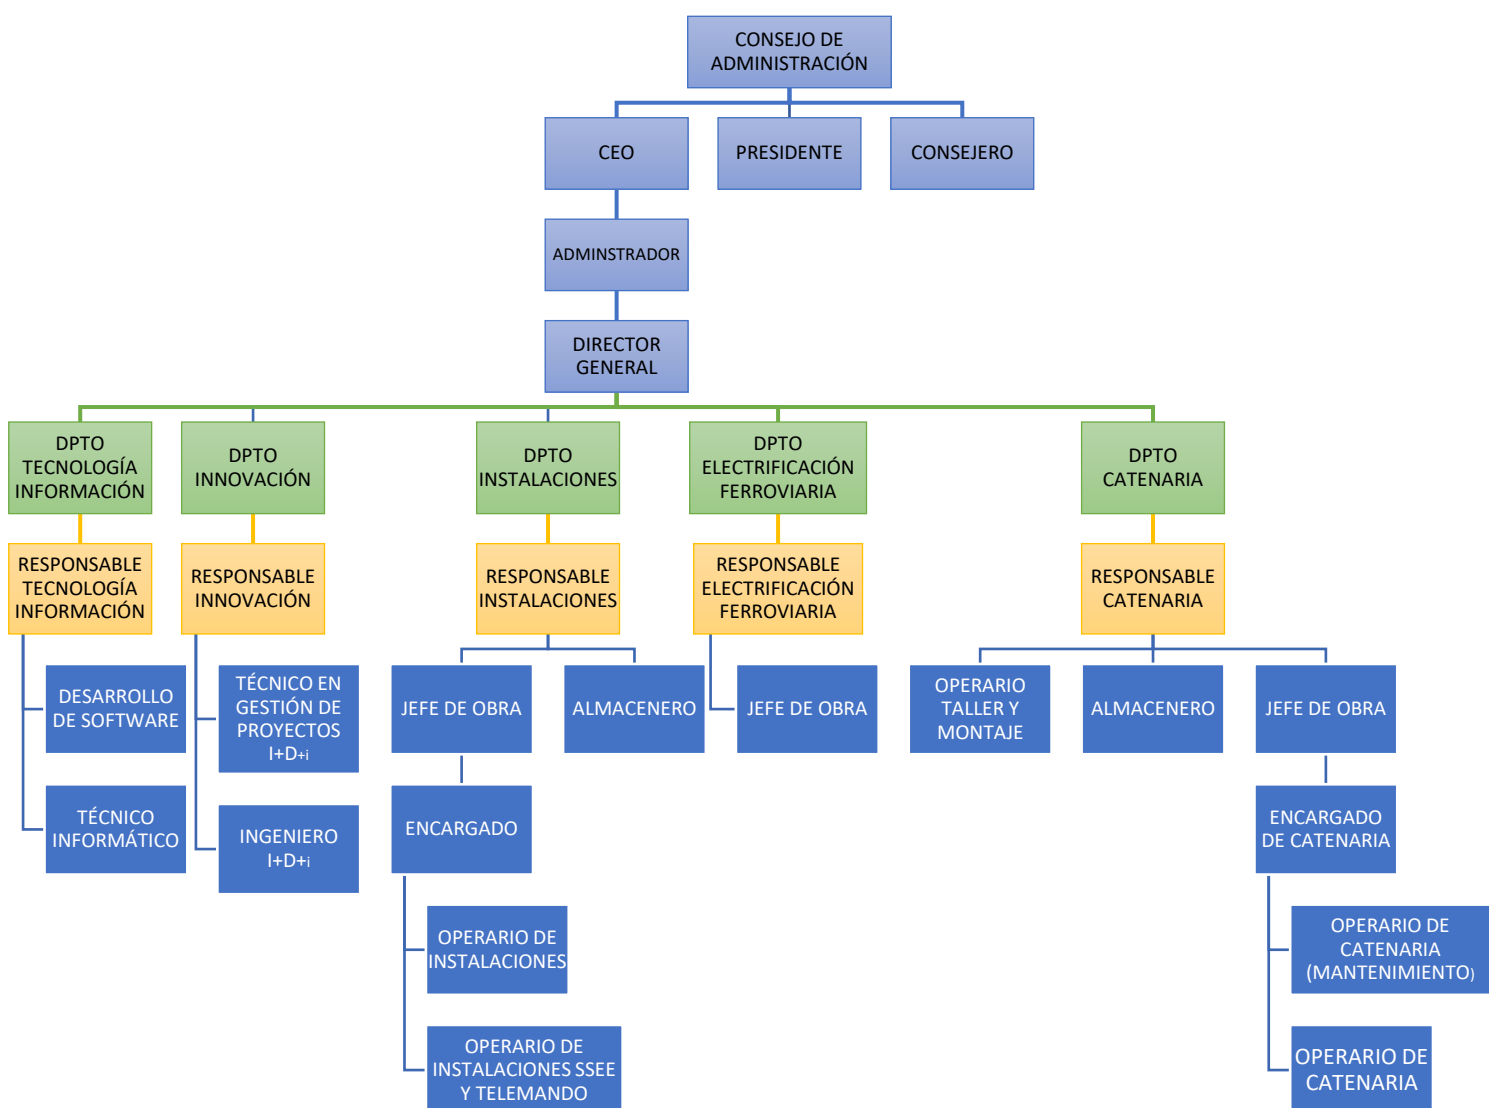 CONSEJO DE
ADMINISTRACIÓN
CEO
PRESIDENTE
CONSEJERO
ADMINSTRADOR
DIRECTOR
GENERAL
DPTO
TECNOLOGÍA
INFORMACIÓN
DPTO
INNOVACIÓN
DPTO
INSTALACIONES
DPTO
ELECTRIFICACIÓN
FERROVIARIA
DPTO
CATENARIA
RESPONSABLE
TECNOLOGÍA
INFORMACIÓN
RESPONSABLE
INNOVACIÓN
RESPONSABLE
INSTALACIONES
RESPONSABLE
ELECTRIFICACIÓN
FERROVIARIA
RESPONSABLE
CATENARIA
DESARROLLO
DE SOFTWARE
TÉCNICO EN
GESTIÓN DE
PROYECTOS
I+D+i
JEFE DE OBRA
ALMACENERO
JEFE DE OBRA
OPERARIO
TALLER Y
MONTAJE
ALMACENERO
JEFE DE OBRA
TÉCNICO
INFORMÁTICO
INGENIERO
I+D+i
ENCARGADO
ENCARGADO
DE CATENARIA
OPERARIO DE
INSTALACIONES
OPERARIO DE
CATENARIA
(MANTENIMIENTO)
OPERARIO DE
INSTALACIONES SSEE
Y TELEMANDO
OPERARIO DE
CATENARIA